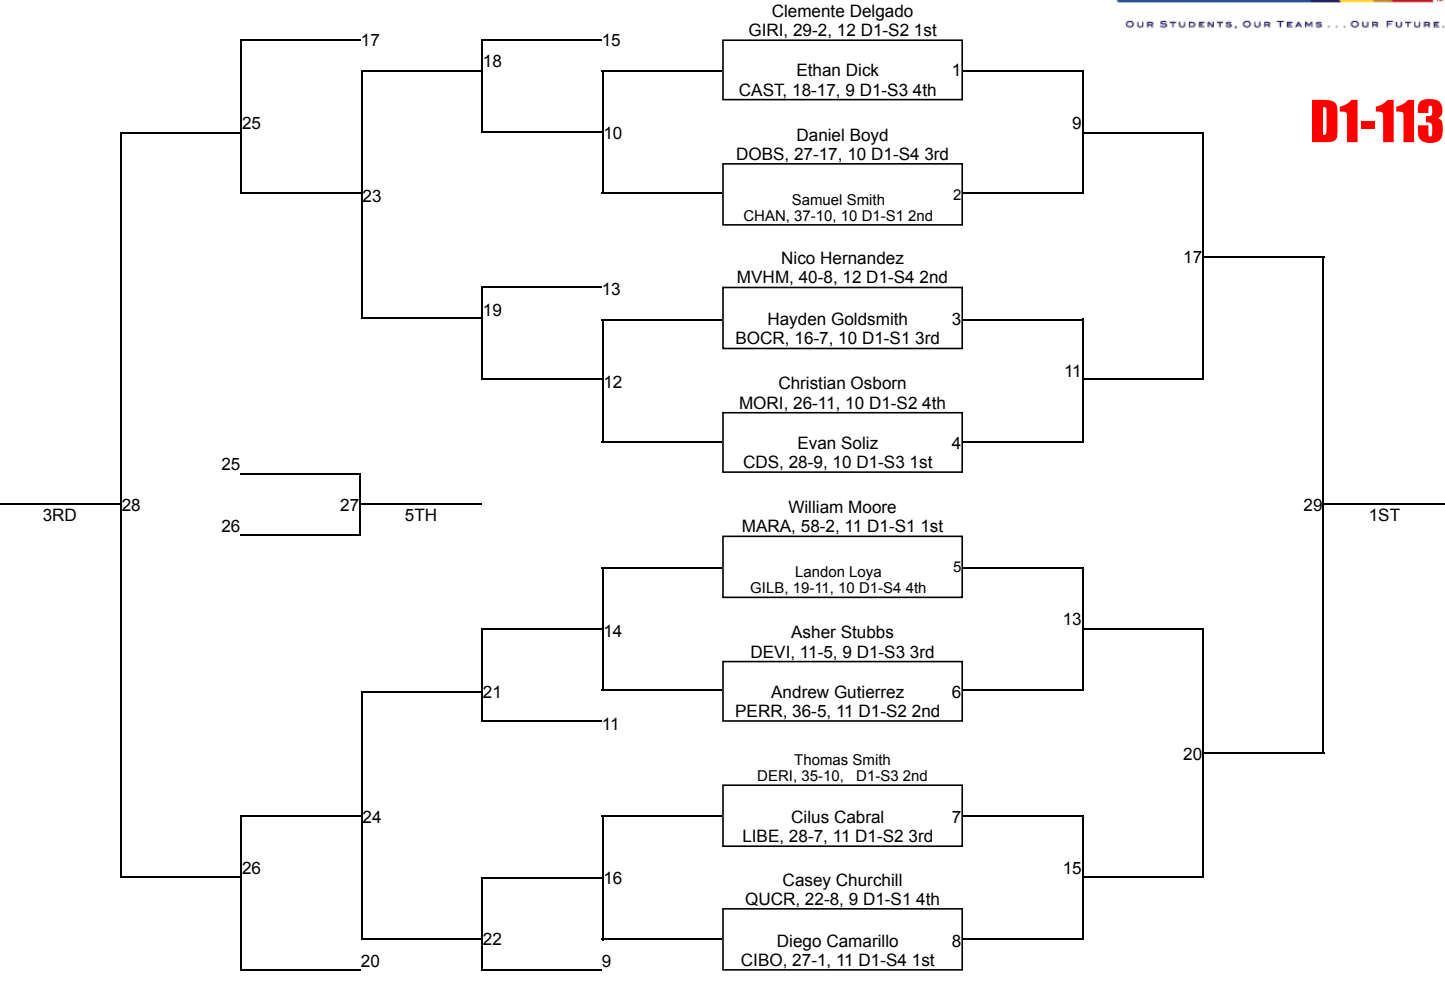 Clemente Delgado
GIRI, 29-2, 12 D1-S2 1st
OUR STUDENTS, OUR TEAMS . . . OUR FUTURE.
17
15
18
Ethan Dick
1
CAST, 18-17, 9 D1-S3 4th
D1-113
25
10
9
Daniel Boyd
DOBS, 27-17, 10 D1-S4 3rd
23
Samuel Smith
2
CHAN, 37-10, 10 D1-S1 2nd
Nico Hernandez
17
MVHM, 40-8, 12 D1-S4 2nd
13
19
Hayden Goldsmith
3
BOCR, 16-7, 10 D1-S1 3rd
11
12
Christian Osborn
MORI, 26-11, 10 D1-S2 4th
Evan Soliz
4
25
CDS, 28-9, 10 D1-S3 1st
28
27
29
3RD
5TH
1ST
William Moore
26
MARA, 58-2, 11 D1-S1 1st
Landon Loya
5
GILB, 19-11, 10 D1-S4 4th
13
14
Asher Stubbs
DEVI, 11-5, 9 D1-S3 3rd
21
Andrew Gutierrez
6
PERR, 36-5, 11 D1-S2 2nd
11
20
Thomas Smith
DERI, 35-10, D1-S3 2nd
24
Cilus Cabral
7
LIBE, 28-7, 11 D1-S2 3rd
26
15
16
Casey Churchill
QUCR, 22-8, 9 D1-S1 4th
22
Diego Camarillo
8
20
9
CIBO, 27-1, 11 D1-S4 1st